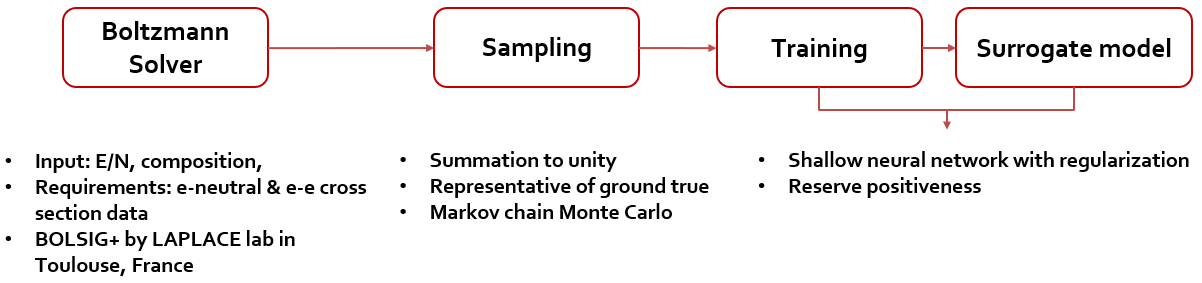 Boltzmann
Solver
Sampling
Training
Surrogate model
• Input: E/N, composition,
• Requirements: e-neutral & e-e cross
section data
• BOLSIG+ by LAPLACE lab in
Toulouse, France
• Summation to unity
• Representative of ground true
• Markov chain Monte Carlo
• Shallow neural network with regularization
• Reserve positiveness